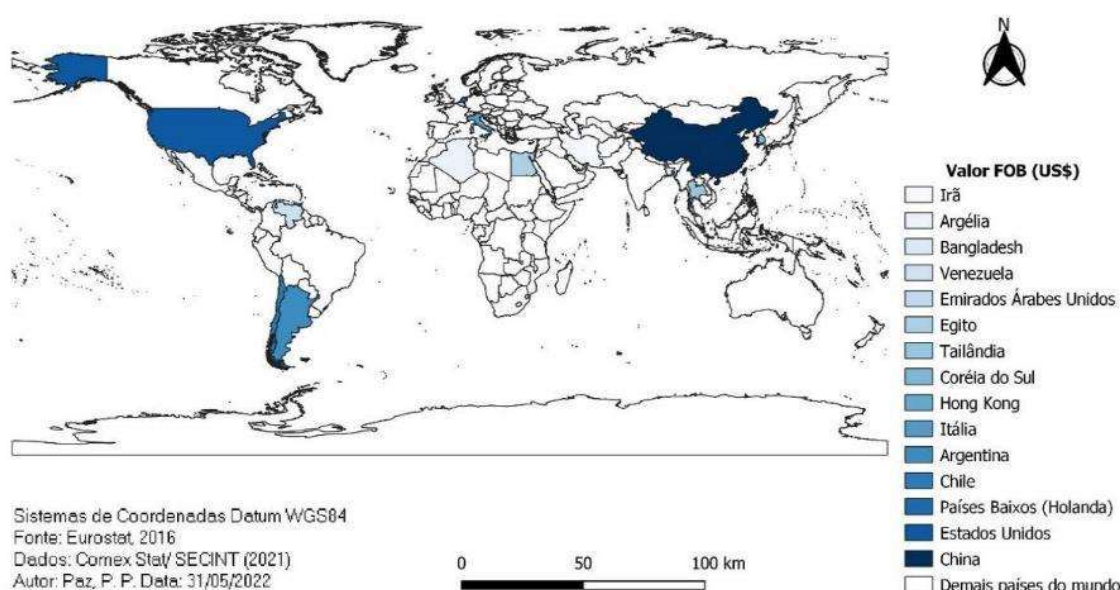 N
Valor FOB (US$)
Irã
Argélia
Bangladesh
Venezuela
Emirados Árabes Unidos
Egito
Tailândia
Coréia do Sul
Hong Kong
Itália
Argentina
Chile
Países Baixos (Holanda)
Estados Unidos
China
Demais países do mundo
Sistemas de Coordenadas Datum WGS84
Fonte: Eurostat, 2016
Dados: Comex Stat/ SECINT (2021)
Autor: Paz, P. P. Data: 31/05/2022
0 50 100 km